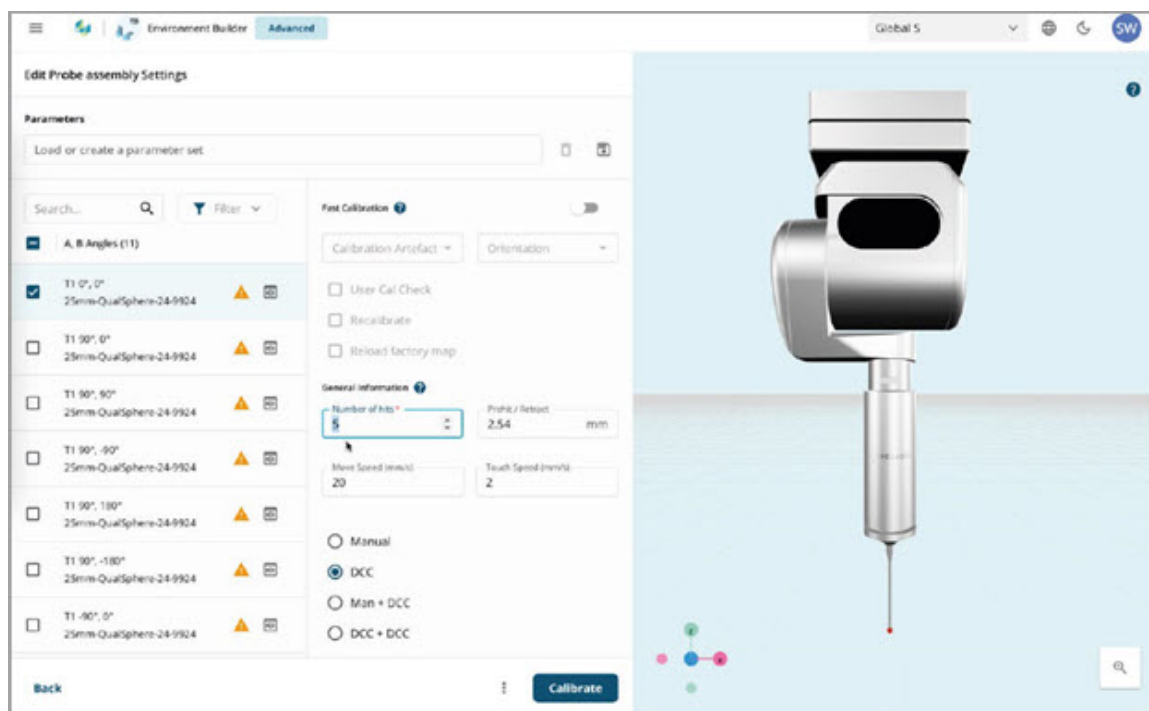 Environment Builder Advanced Global S SW
Edit Probe assembly Settings
Parameters
Load or create a parameter set
Search... Filter
A, B Angles (11)
T1 0°, 0°
25mm-QualSphere-24-9924
T1 90°, 0°
25mm-QualSphere-24-9924
T1 90°, 90°
25mm-QualSphere-24-9924
T1 90°, -90°
25mm-QualSphere-24-9924
T1 90°, 180°
25mm-QualSphere-24-9924
T1 90°, -180°
25mm-QualSphere-24-9924
T1 -90°, 0°
25mm-QualSphere-24-9924
Fast Calibration ?
Calibration Artefact Orientation
User Cal Check
Recalibrate
Reload factory map
General Information ?
Number of hits* Prehit / Retract
5 2.54 mm
Move Speed (mm/s) Touch Speed (mm/s)
20 2
Manual
DCC
Man + DCC
DCC + DCC
Back Calibrate
?